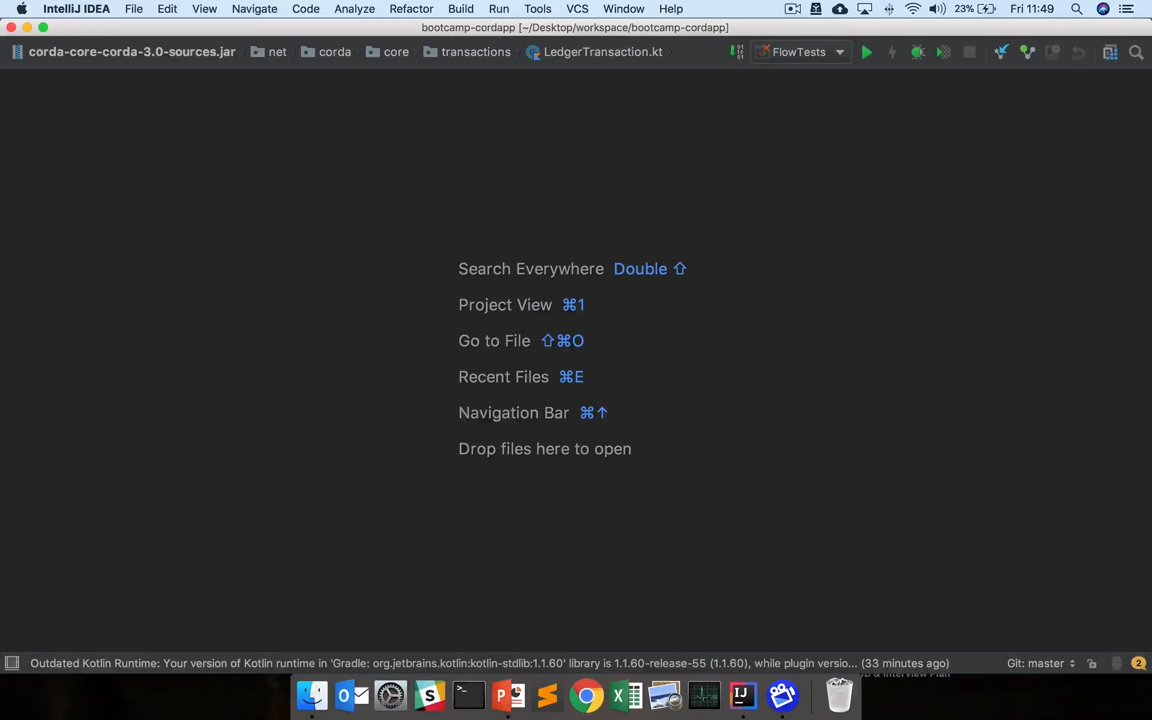 IntelliJ IDEA File Edit View Navigate Code Analyze Refactor Build Run Tools VCS Window Help 23% Fri 11:49
bootcamp-cordapp [~/Desktop/workspace/bootcamp-cordapp]
corda-core-corda-3.0-sources.jar net corda core transactions LedgerTransaction.kt FlowTests
Search Everywhere Double ⇧
Project View ⌘1
Go to File ⇧⌘O
Recent Files ⌘E
Navigation Bar ⌘↑
Drop files here to open
Outdated Kotlin Runtime: Your version of Kotlin runtime in 'Gradle: org.jetbrains.kotlin:kotlin-stdlib:1.1.60' library is 1.1.60-release-55 (1.1.60), while plugin versio... (33 minutes ago) Git: master 2
& Interview Plan